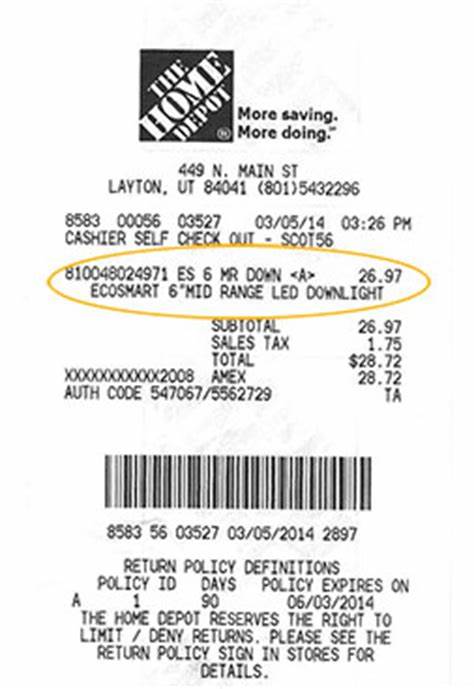 THE
HOME
DEPOT
®
More saving.
More doing.™
449 N. MAIN ST
LAYTON, UT 84041 (801)5432296
8583 00056 03527 03/05/14 03:26 PM
CASHIER SELF CHECK OUT - SCOT56
810048024971 ES 6 MR DOWN <A> 26.97
ECOSMART 6"MID RANGE LED DOWNLIGHT
SUBTOTAL 26.97
SALES TAX 1.75
TOTAL $28.72
XXXXXXXXXXXX2008 AMEX 28.72
AUTH CODE 547067/5562729 TA
8583 56 03527 03/05/2014 2897
RETURN POLICY DEFINITIONS
POLICY ID DAYS POLICY EXPIRES ON
A 1 90 06/03/2014
THE HOME DEPOT RESERVES THE RIGHT TO
LIMIT / DENY RETURNS. PLEASE SEE THE
RETURN POLICY SIGN IN STORES FOR
DETAILS.